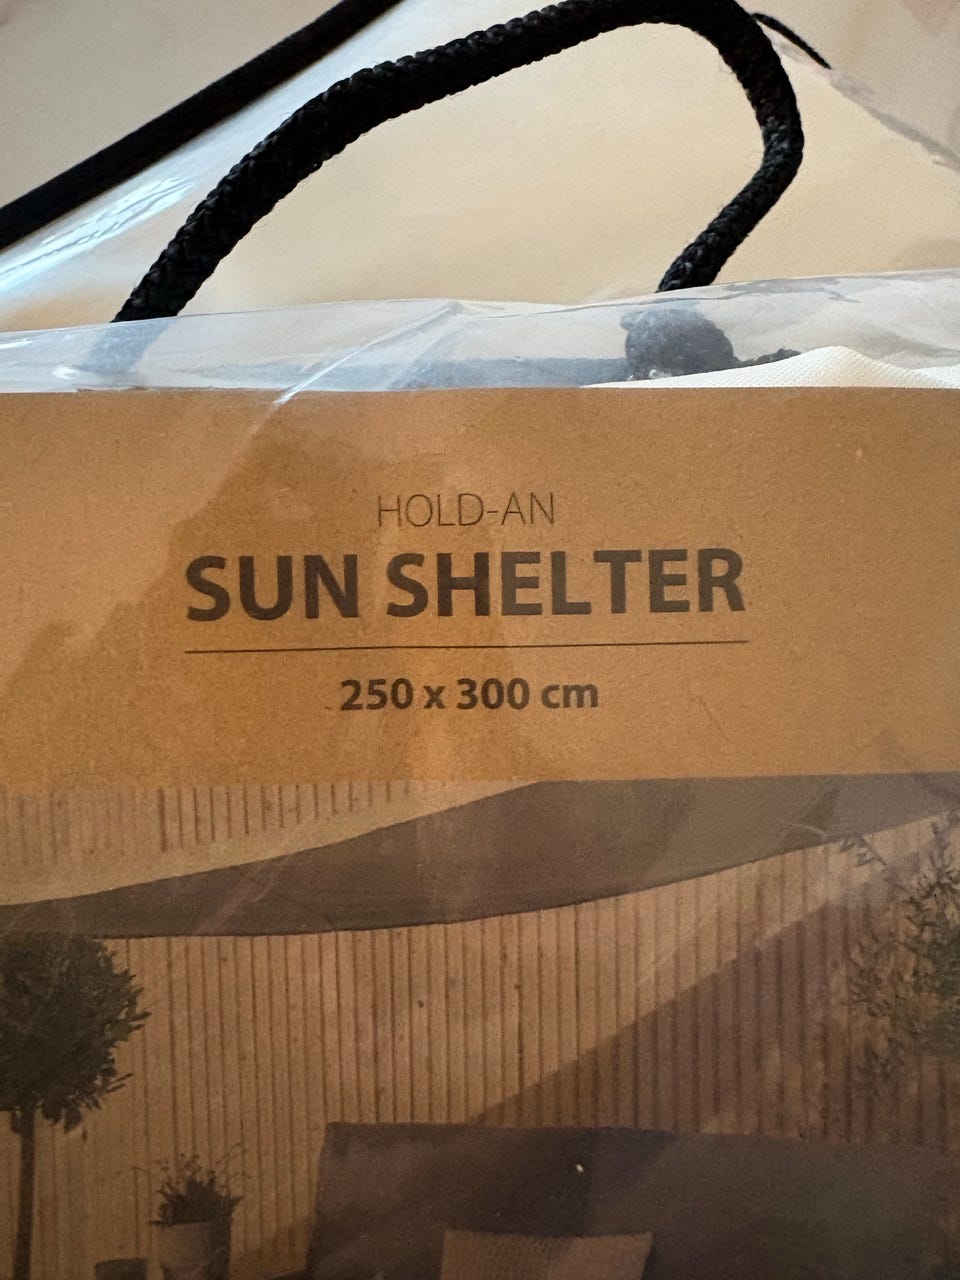 HOLD-AN
SUN SHELTER
250 x 300 cm